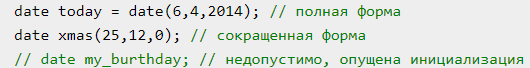 date today = date(6,4,2014); // полная форма
date xmas(25,12,0); // сокращенная форма
// date my_burthday; // недопустимо, опущена инициализация